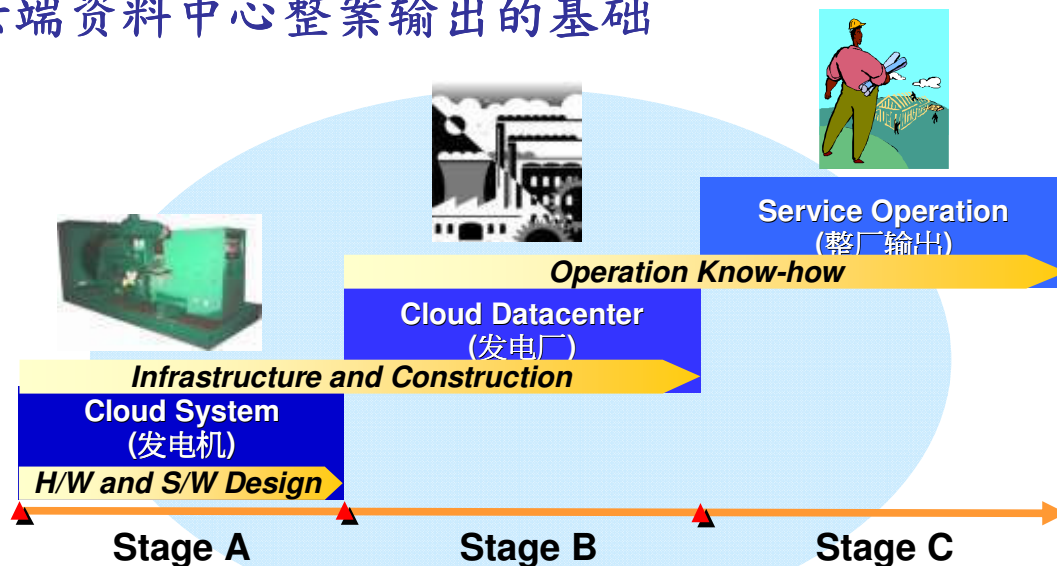 端资料中心整案输出的基础
Service Operation
(整厂输出)
Operation Know-how
Cloud Datacenter
(发电厂)
Infrastructure and Construction
Cloud System
(发电机)
H/W and S/W Design
Stage A
Stage B
Stage C